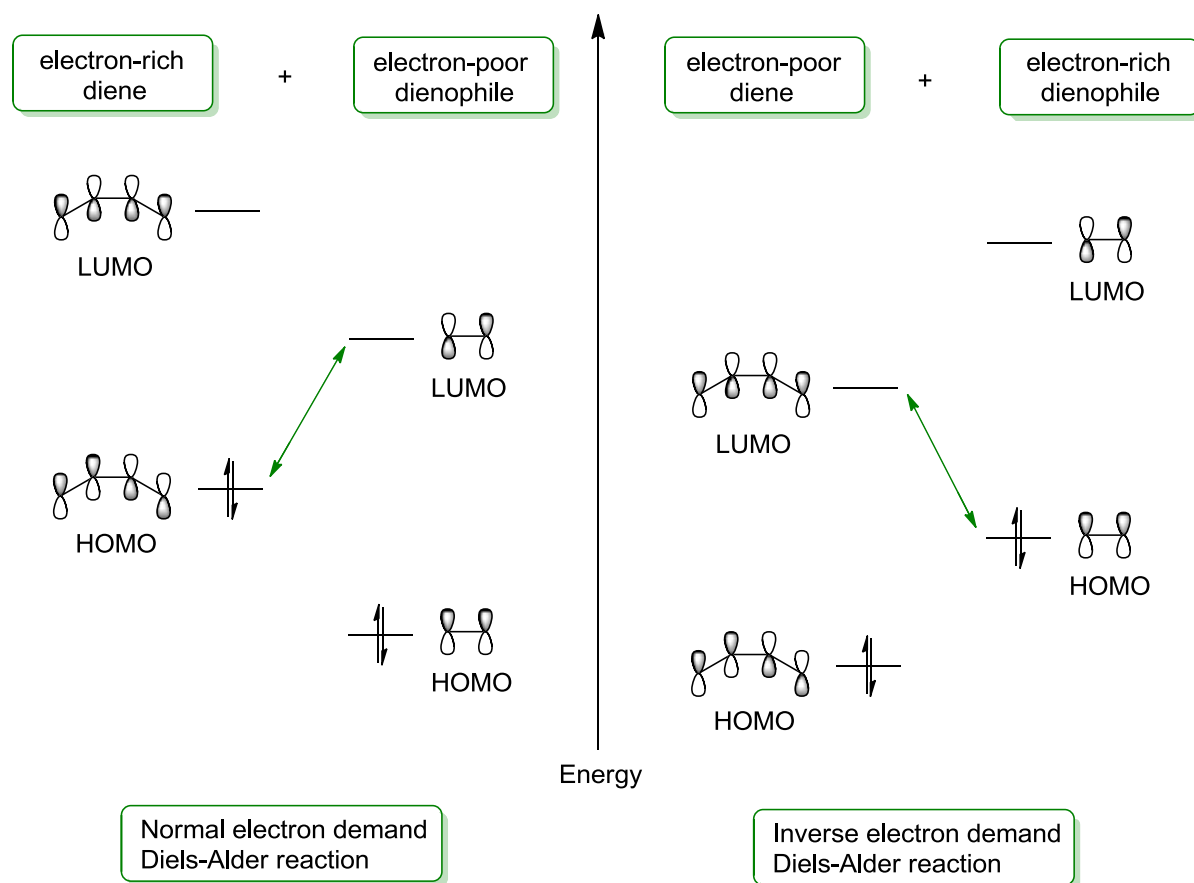 electron-rich
diene
+
electron-poor
dienophile
LUMO
LUMO
HOMO
HOMO
Normal electron demand
Diels-Alder reaction
Energy
electron-poor
diene
+
electron-rich
dienophile
LUMO
LUMO
HOMO
HOMO
Inverse electron demand
Diels-Alder reaction